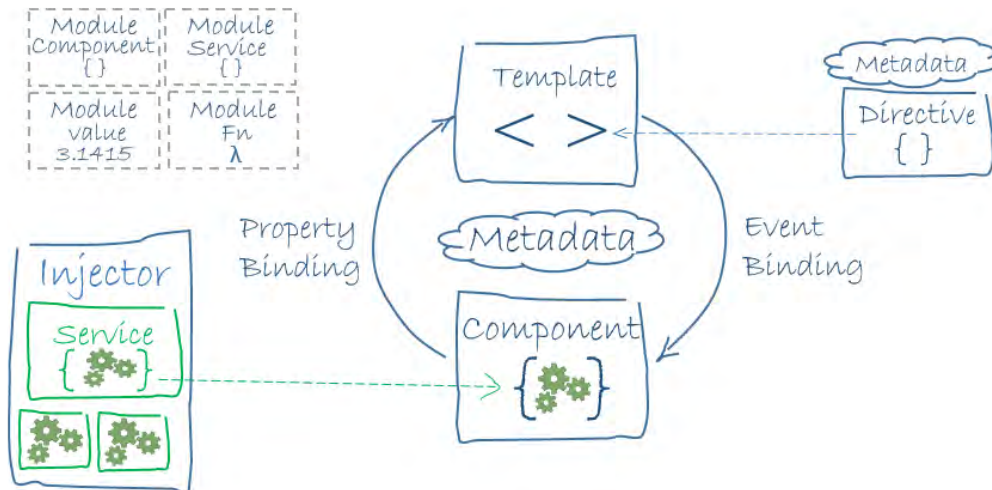 Module
Component
{ }
Module
Service
{ }
Module
value
3.1415
Module
Fn
λ
Template
< >
Metadata
Directive
{ }
Property
Binding
Metadata
Event
Binding
Injector
Service
{ }
Component
{ }